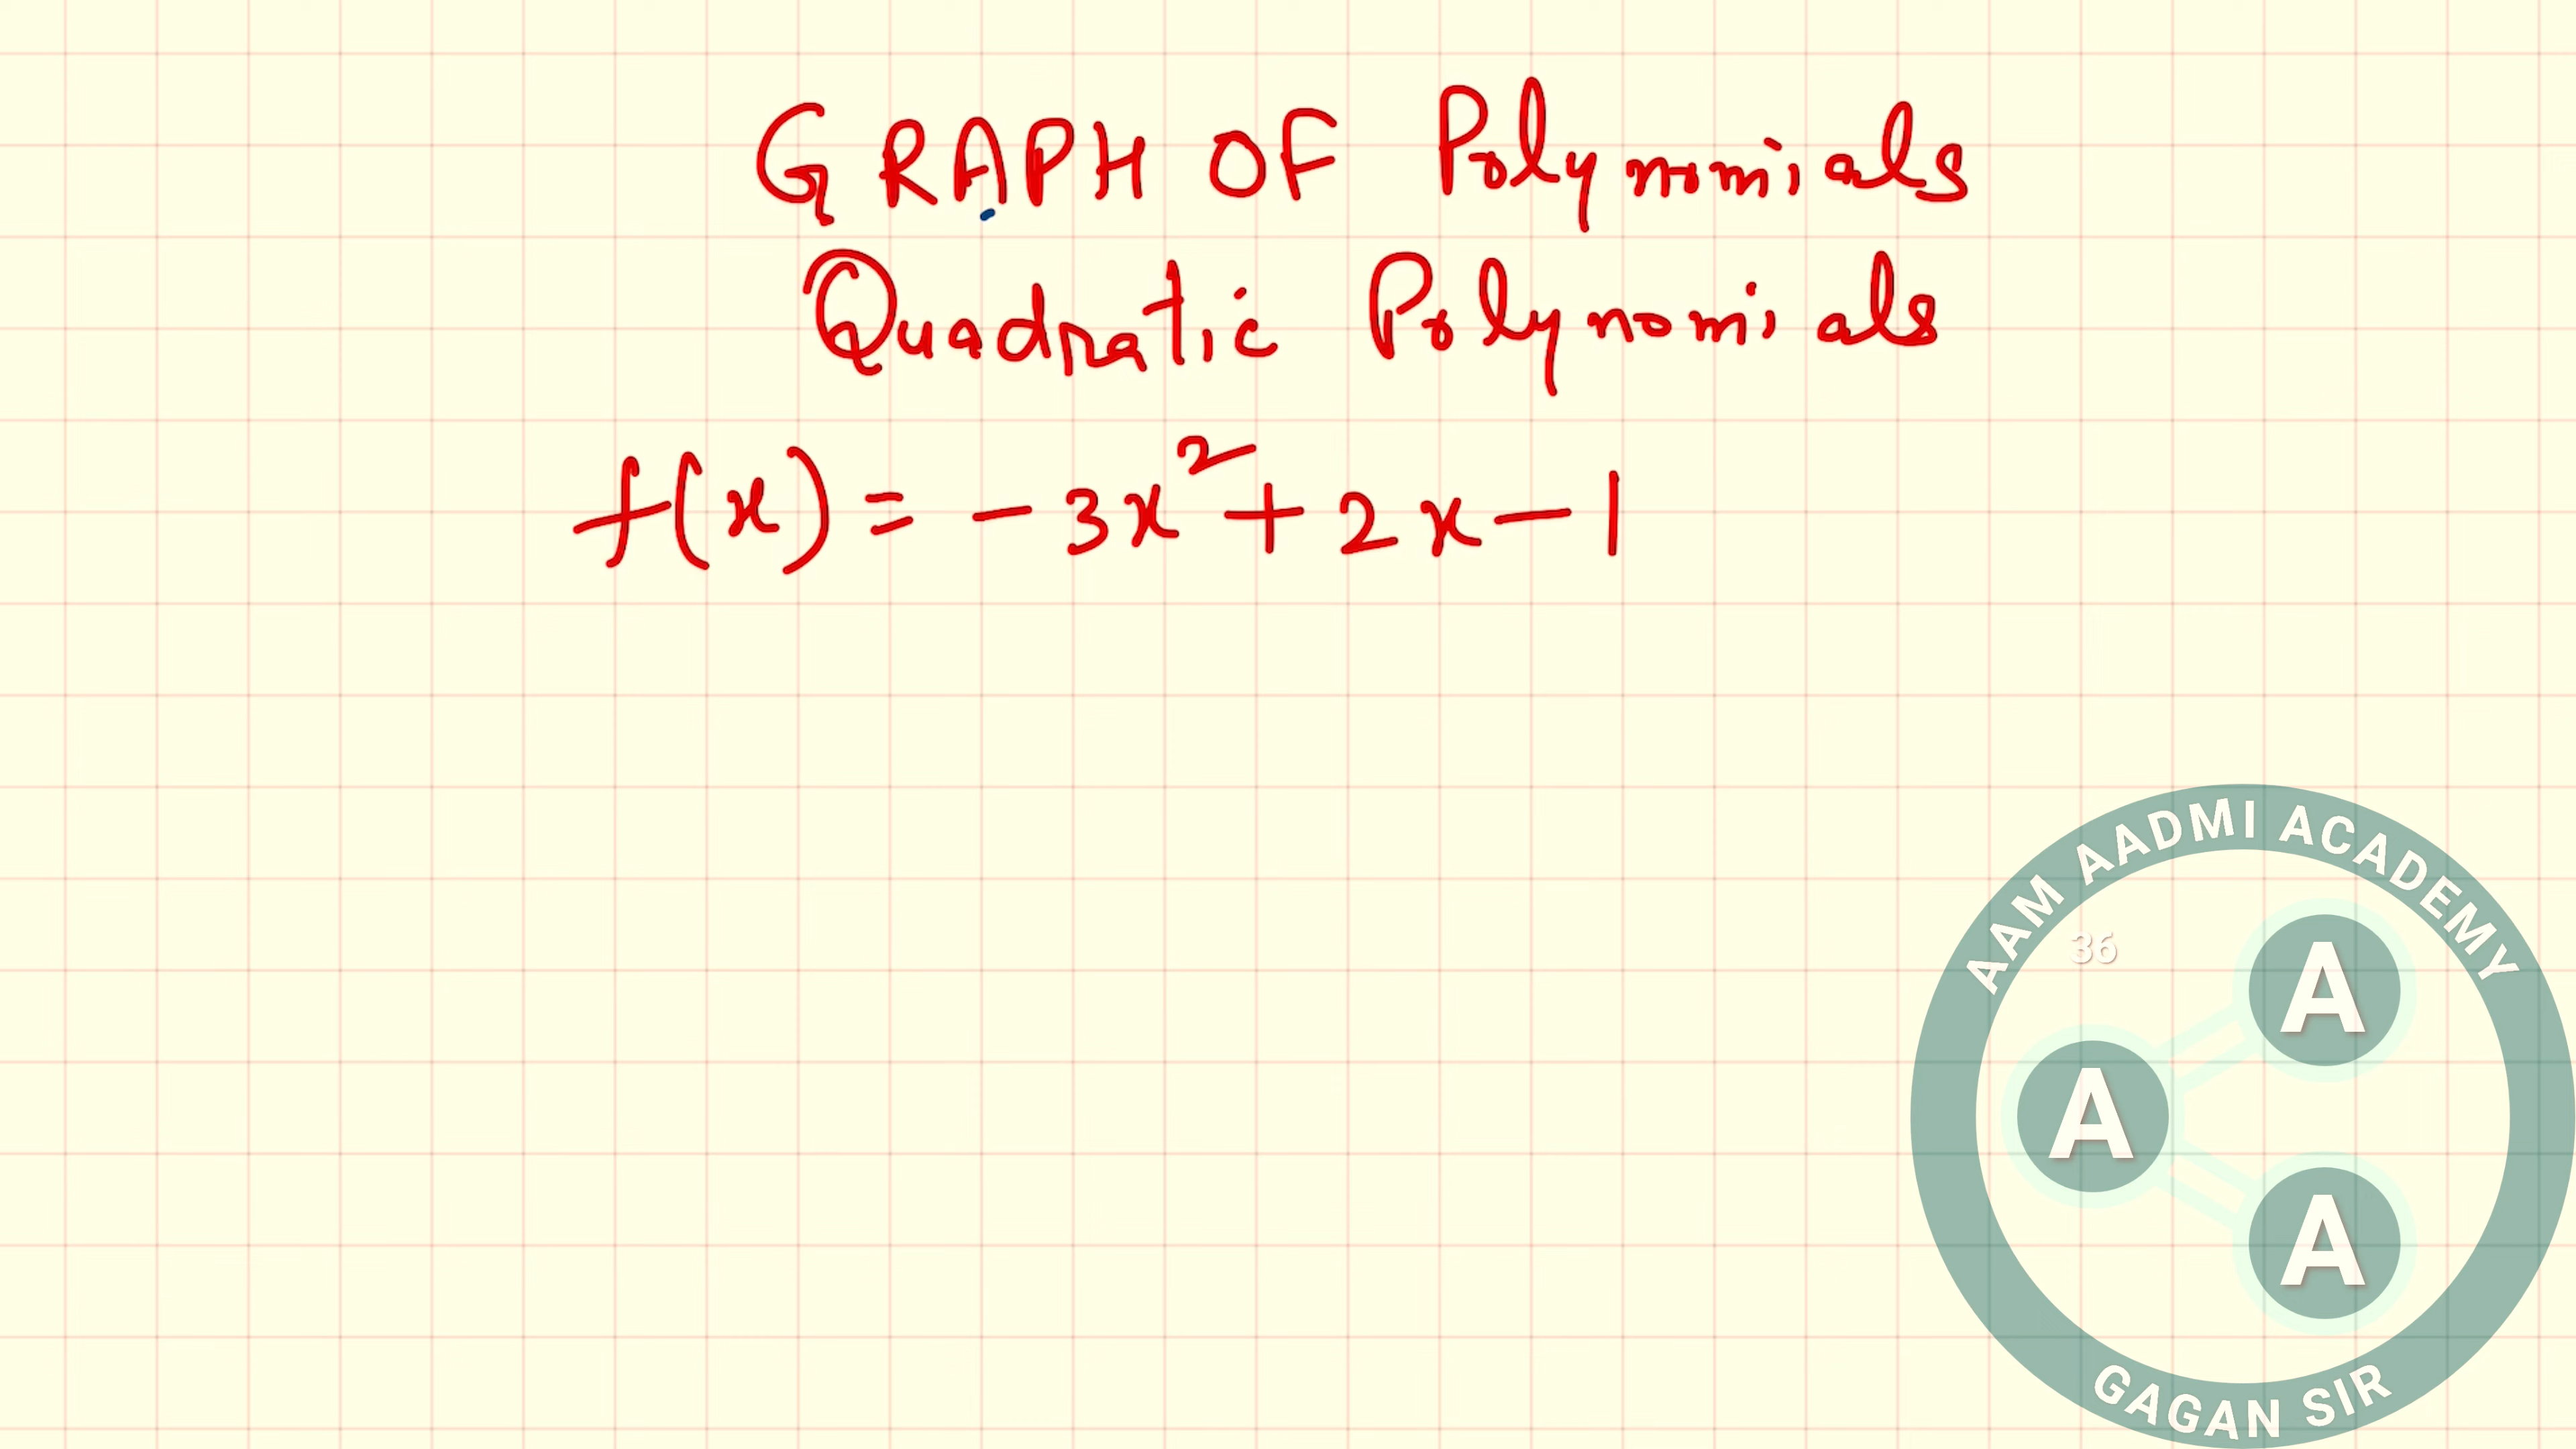 GRAPH OF Polynomials
Quadratic Polynomials
f(x) = -3x² + 2x - 1
AAM AADMI ACADEMY
36
A
A
A
GAGAN SIR